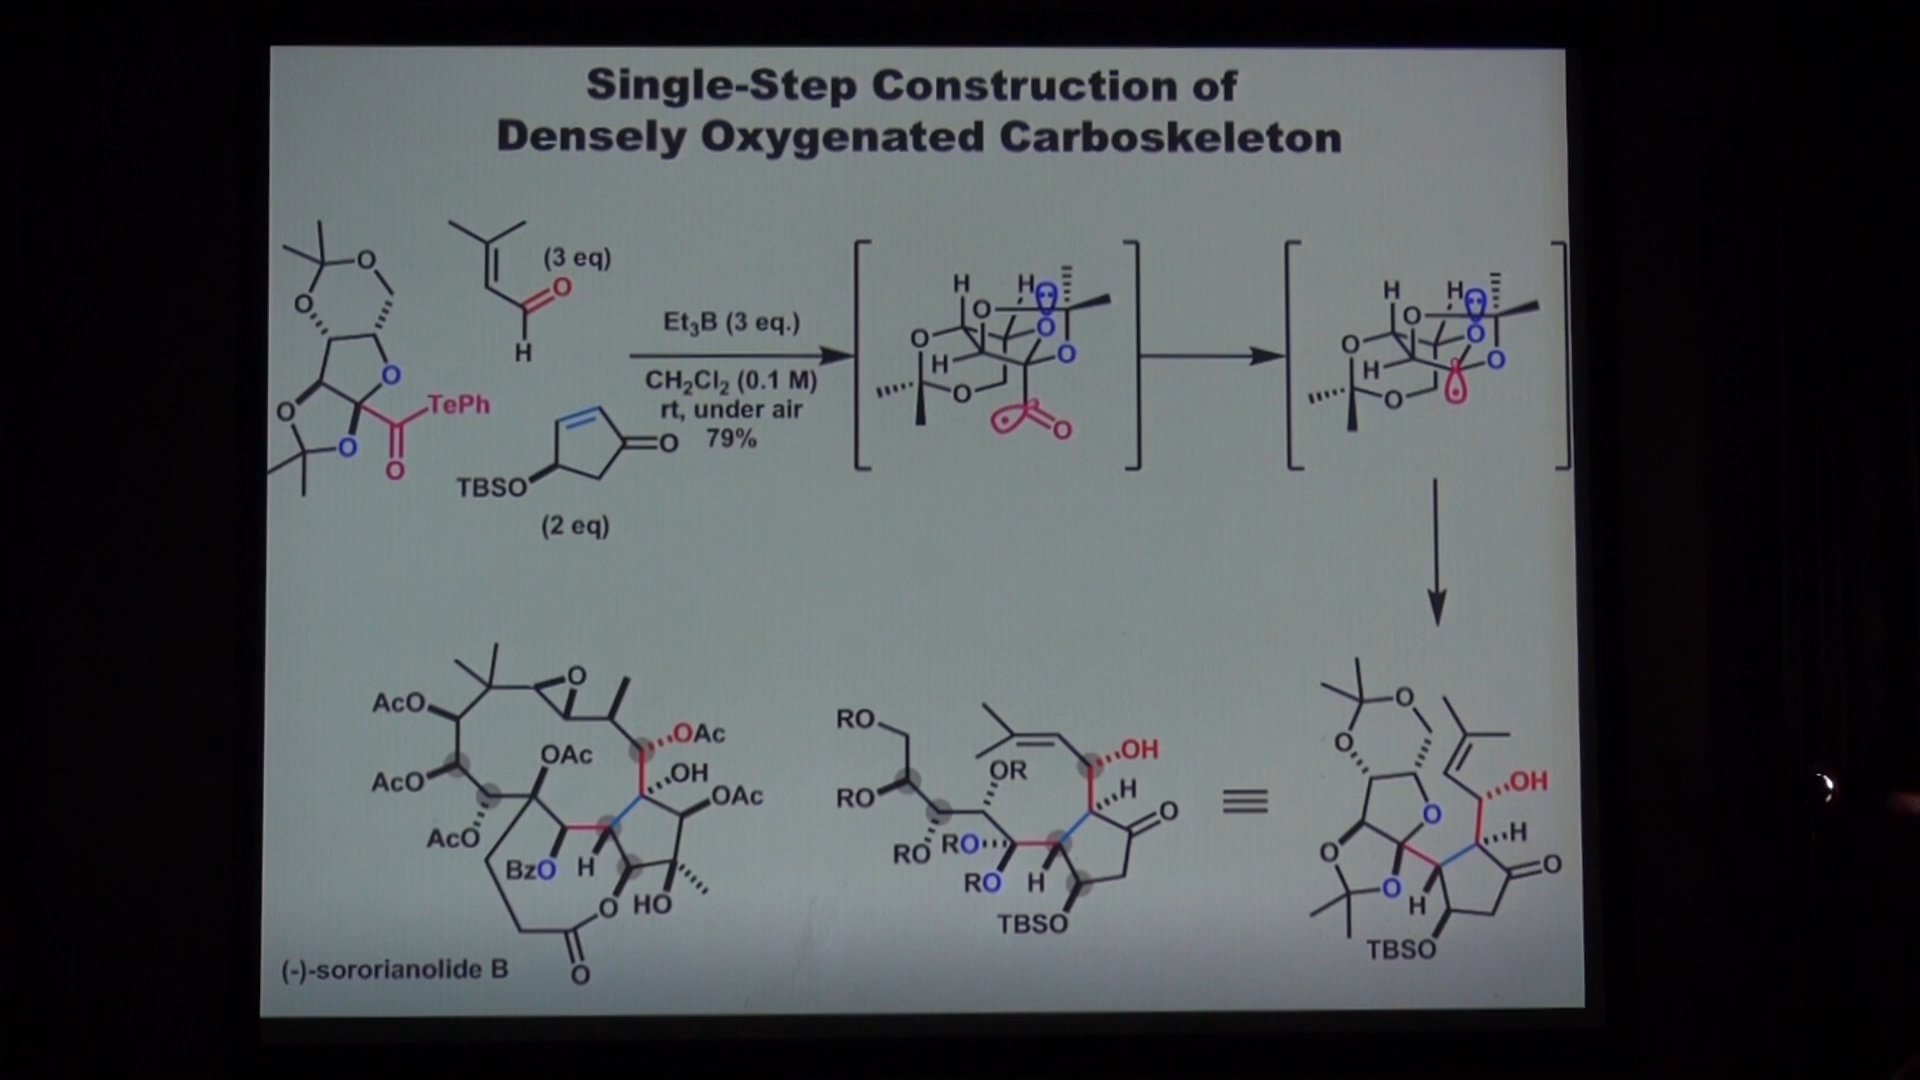 Single-Step Construction of
Densely Oxygenated Carboskeleton
O
O
O
O
O
TePh
O
(3 eq)
O
H
O
TBSO
(2 eq)
Et₃B (3 eq.)
CH₂Cl₂ (0.1 M)
rt, under air
79%
H
H
O
O
O
O
H
O
O
H
H
O
O
O
O
H
O
AcO
O
OAc
OAc
OH
AcO
OAc
AcO
BzO
H
O
HO
O
(-)-sororianolide B
RO
OH
OR
H
O
RO
RO
RO
RO
H
TBSO
O
O
OH
O
H
O
O
O
H
TBSO